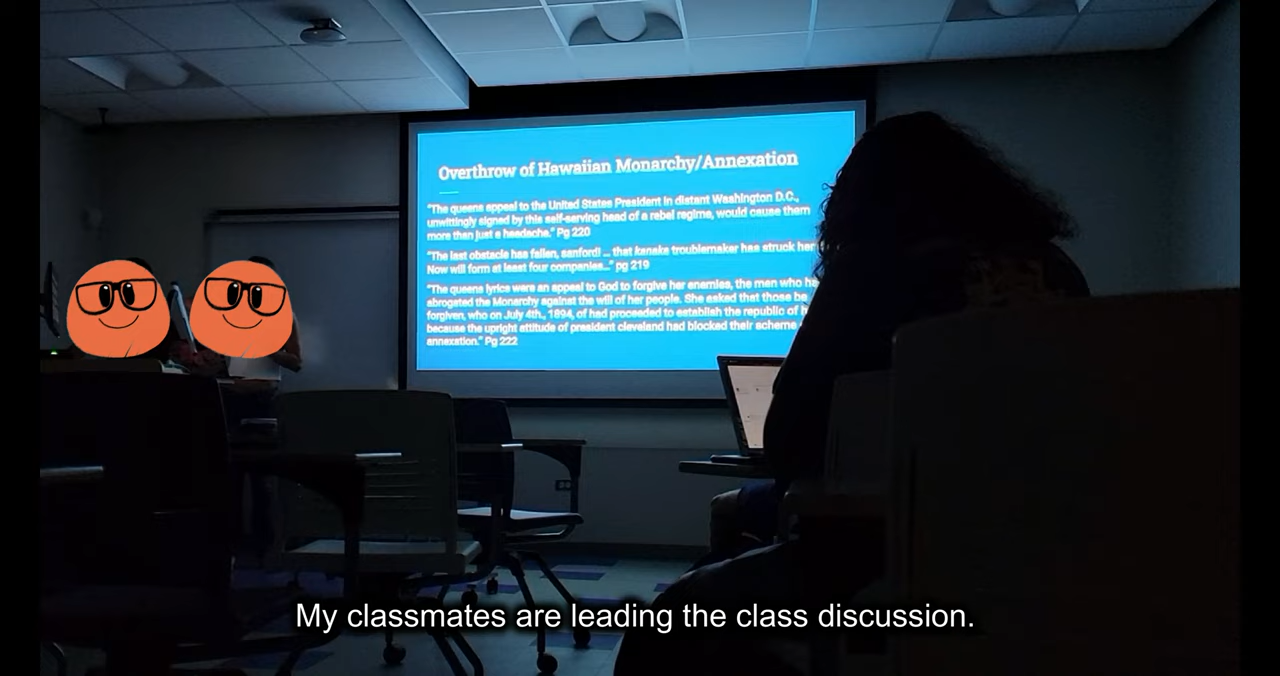 Overthrow of Hawaiian Monarchy/Annexation
"The queens appeal to the United States President in distant Washington D.C.,
unwittingly signed by this self-serving head of a rebel regime, would cause them
more than just a headache." Pg 220
"The last obstacle has fallen, sanford! ... that kanaka troublemaker has struck her
Now will form at least four companies..." pg 219
"The queens lyrics were an appeal to God to forgive her enemies, the men who ha
abrogated the Monarchy against the will of her people. She asked that those be
forgiven, who on July 4th., 1894, of had proceeded to establish the republic of h
because the upright attitude of president cleveland had blocked their scheme
annexation." Pg 222
My classmates are leading the class discussion.